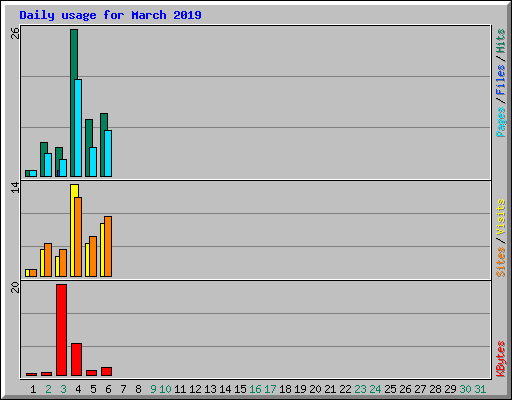 Daily usage for March 2019
26
14
20
Pages / Files / Hits
Sites / Visits
KBytes
1 2 3 4 5 6 7 8 9 10 11 12 13 14 15 16 17 18 19 20 21 22 23 24 25 26 27 28 29 30 31